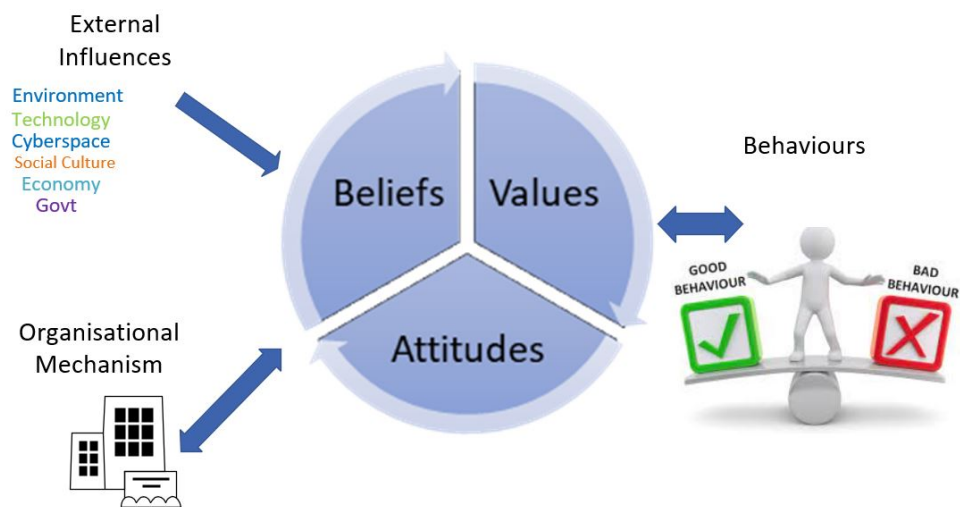 External
Influences
Environment
Technology
Cyberspace
Social Culture
Economy
Govt
Beliefs
Values
Attitudes
Behaviours
GOOD
BEHAVIOUR
BAD
BEHAVIOUR
Organisational
Mechanism